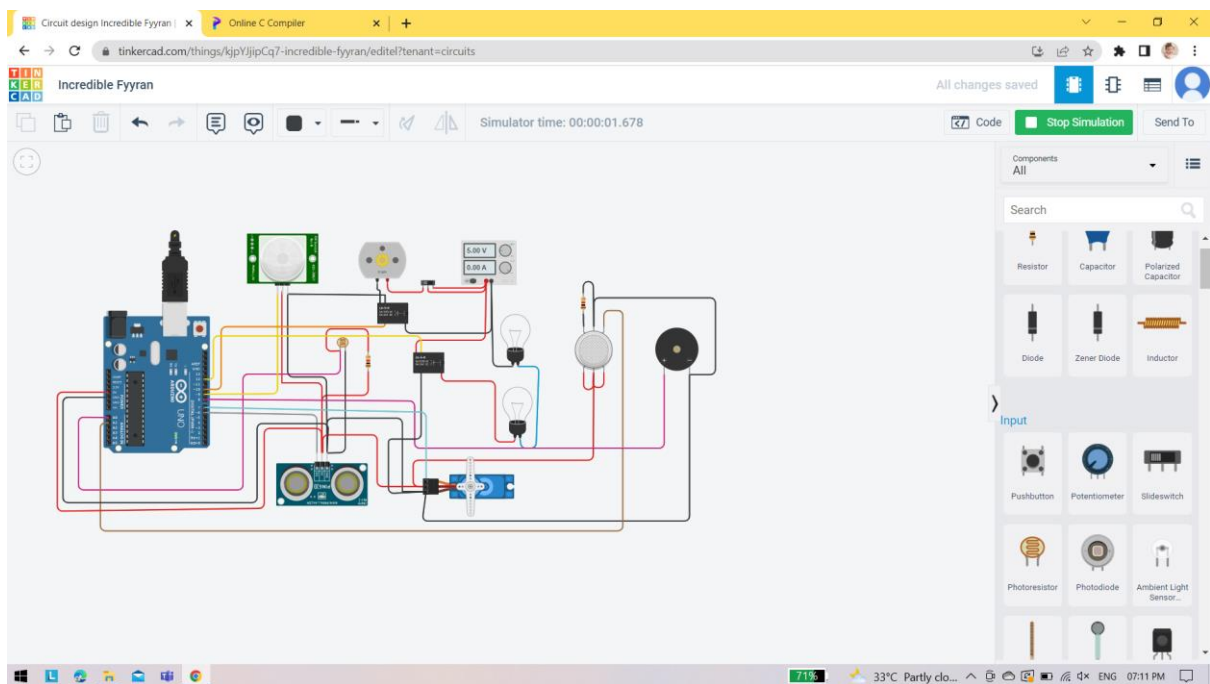 Circuit design Incredible Fyyran |
Online C Compiler
tinkercad.com/things/kjpYJjipCq7-incredible-fyyran/editel?tenant=circuits
TIN
KER
CAD
Incredible Fyyran
All changes saved
Simulator time: 00:00:01.678
Code
Stop Simulation
Send To
Components
All
Search
Resistor
Capacitor
Polarized
Capacitor
Diode
Zener Diode
Inductor
Input
Pushbutton
Potentiometer
Slideswitch
Photoresistor
Photodiode
Ambient Light
Sensor...
5.00 V
0.00 A
ARDUINO
UNO
71%
33°C Partly clo...
ENG
07:11 PM